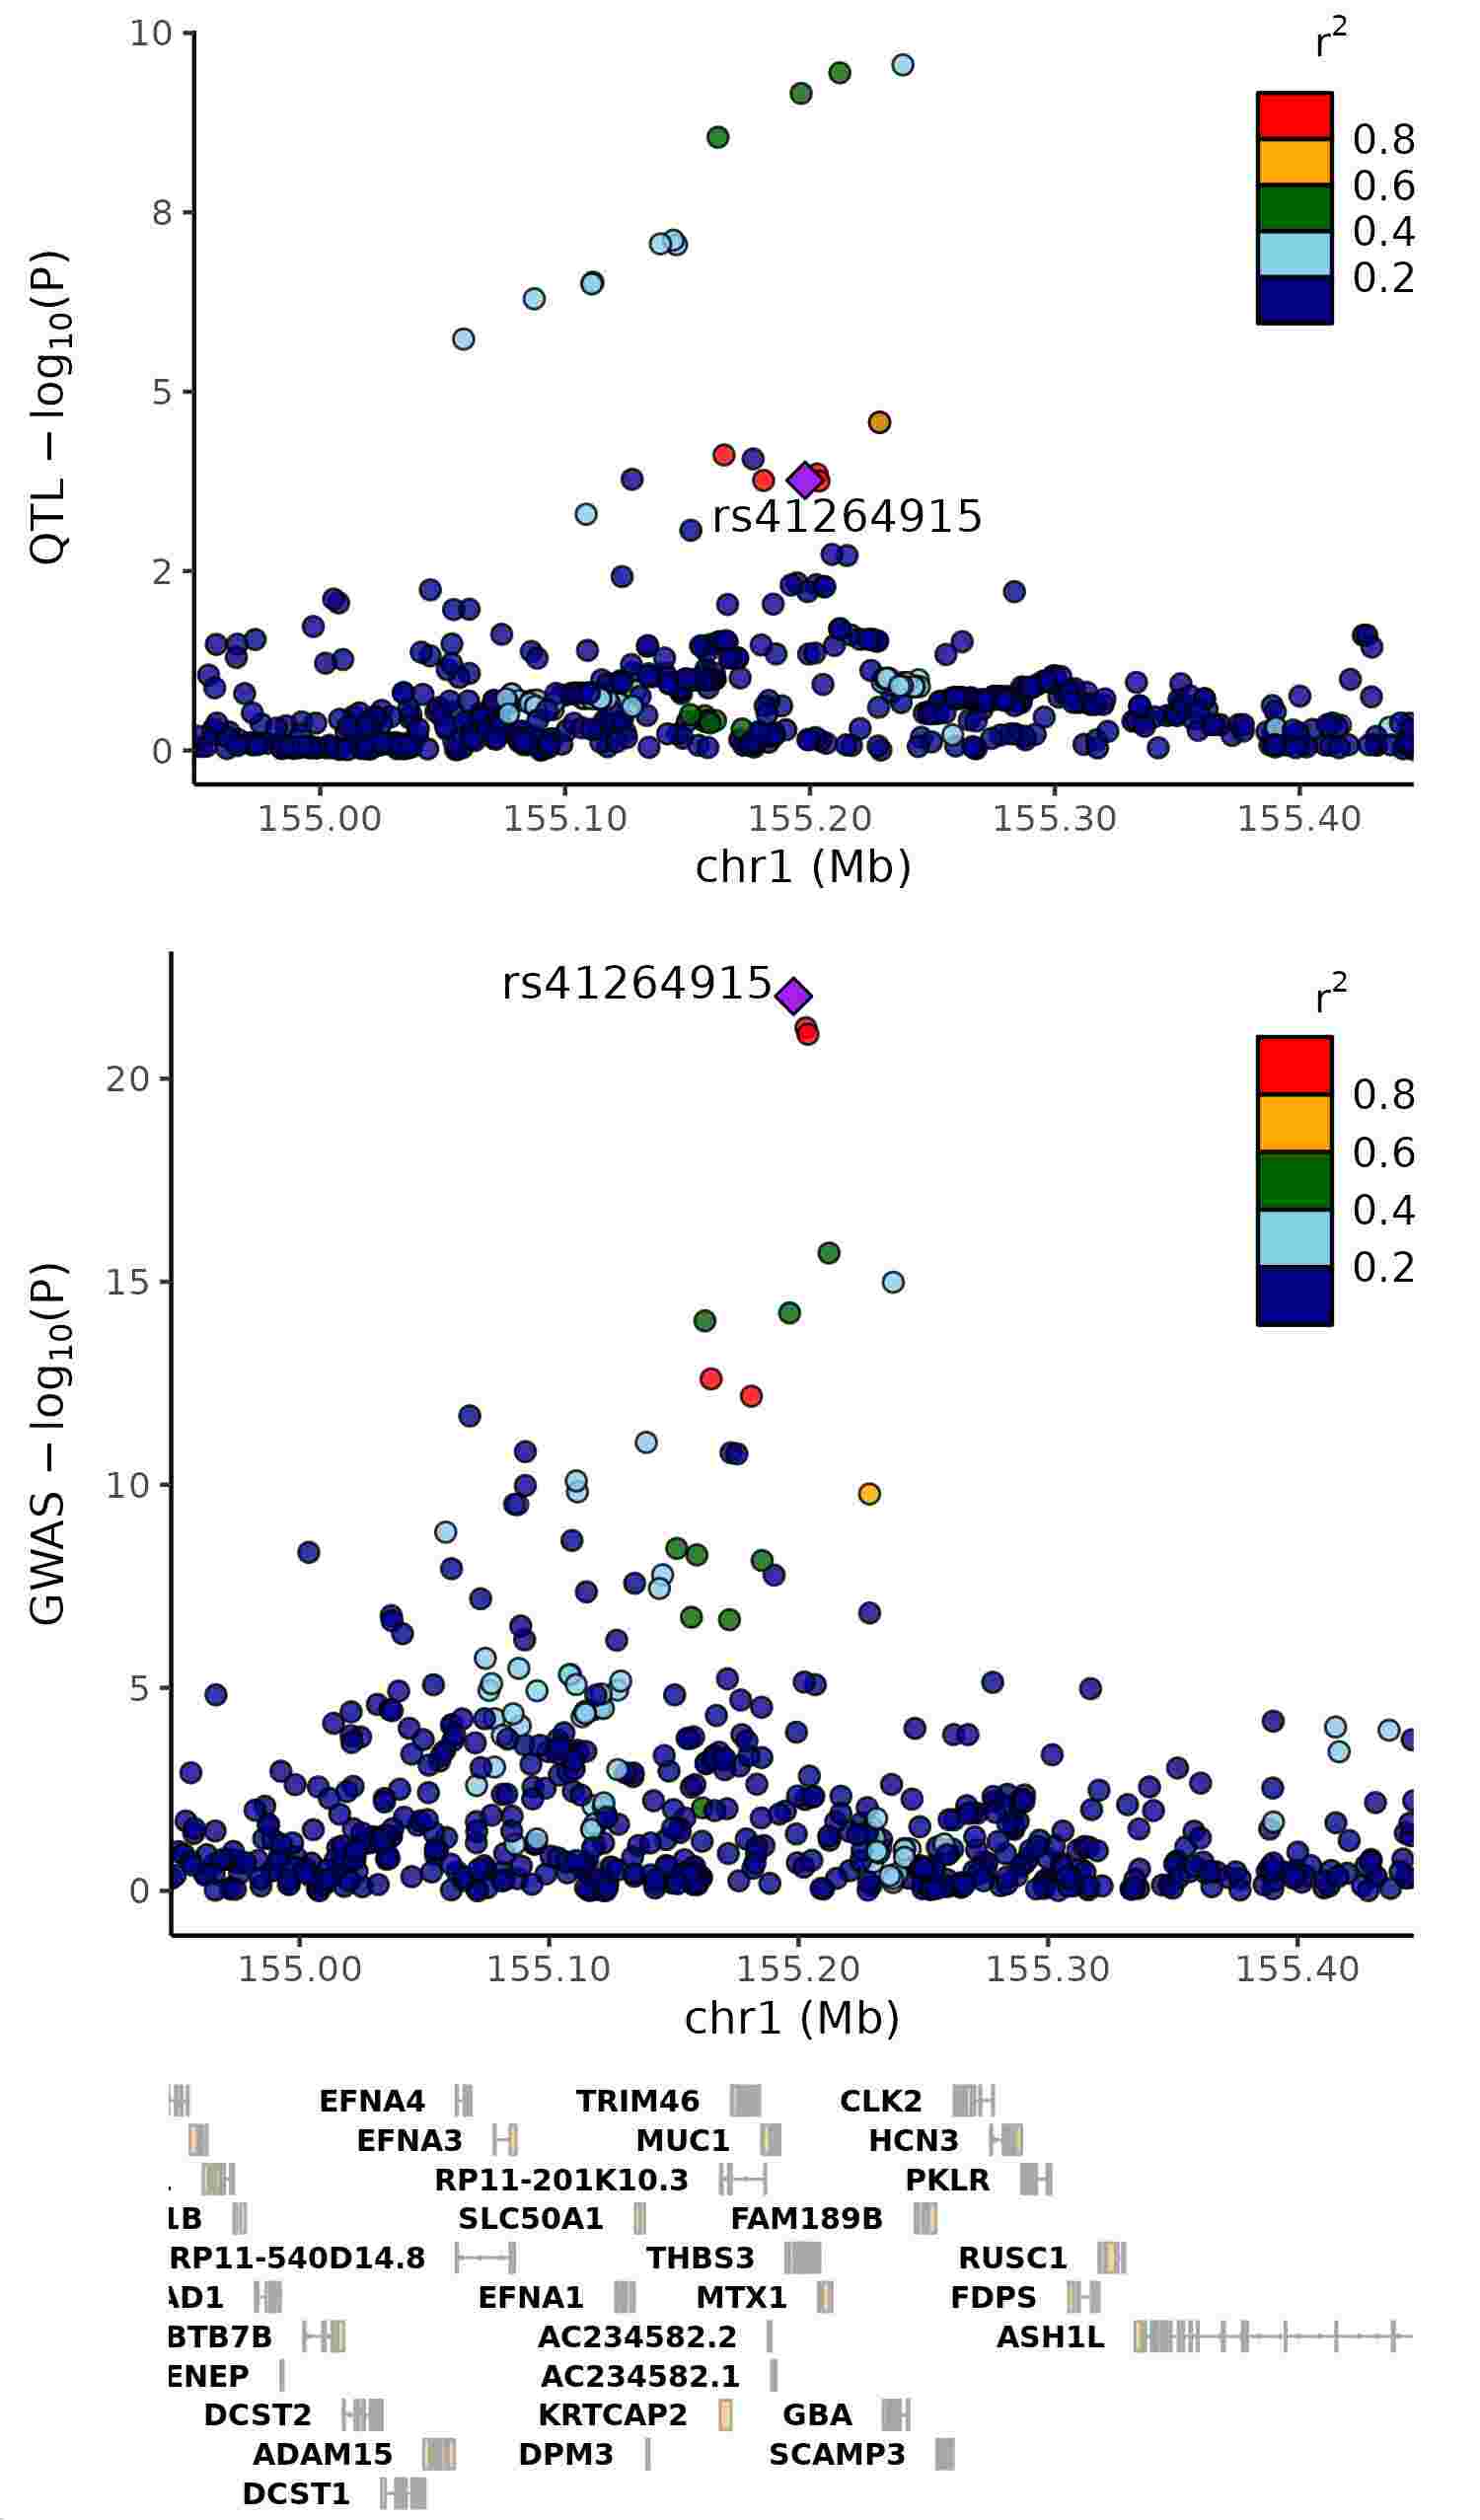 r2
10
8
5
2
0
0.8
0.6
0.4
0.2
QTL − log10(P)
rs41264915
155.00 155.10 155.20 155.30 155.40
chr1 (Mb)
rs41264915
r2
20
15
10
5
0
0.8
0.6
0.4
0.2
GWAS − log10(P)
155.00 155.10 155.20 155.30 155.40
chr1 (Mb)
EFNA4 TRIM46 CLK2
EFNA3 MUC1 HCN3
RP11-201K10.3 PKLR
LB SLC50A1 FAM189B
RP11-540D14.8 THBS3 RUSC1
AD1 EFNA1 MTX1 FDPS
BTB7B AC234582.2 ASH1L
ENEP AC234582.1
DCST2 KRTCAP2 GBA
ADAM15 DPM3 SCAMP3
DCST1